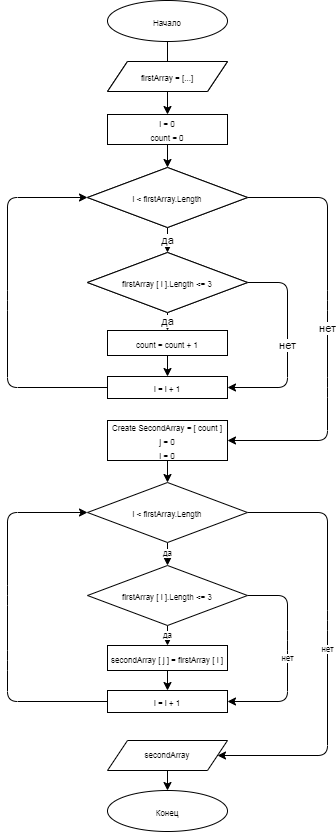 Начало
firstArray = [...]
i = 0
count = 0
i < firstArray.Length
да
firstArray [ i ].Length <= 3
да
нет
нет
count = count + 1
i = i + 1
Create SecondArray = [ count ]
j = 0
i = 0
i < firstArray.Length
да
firstArray [ i ].Length <= 3
да
нет
нет
secondArray [ j ] = firstArray [ i ]
i = i + 1
secondArray
Конец